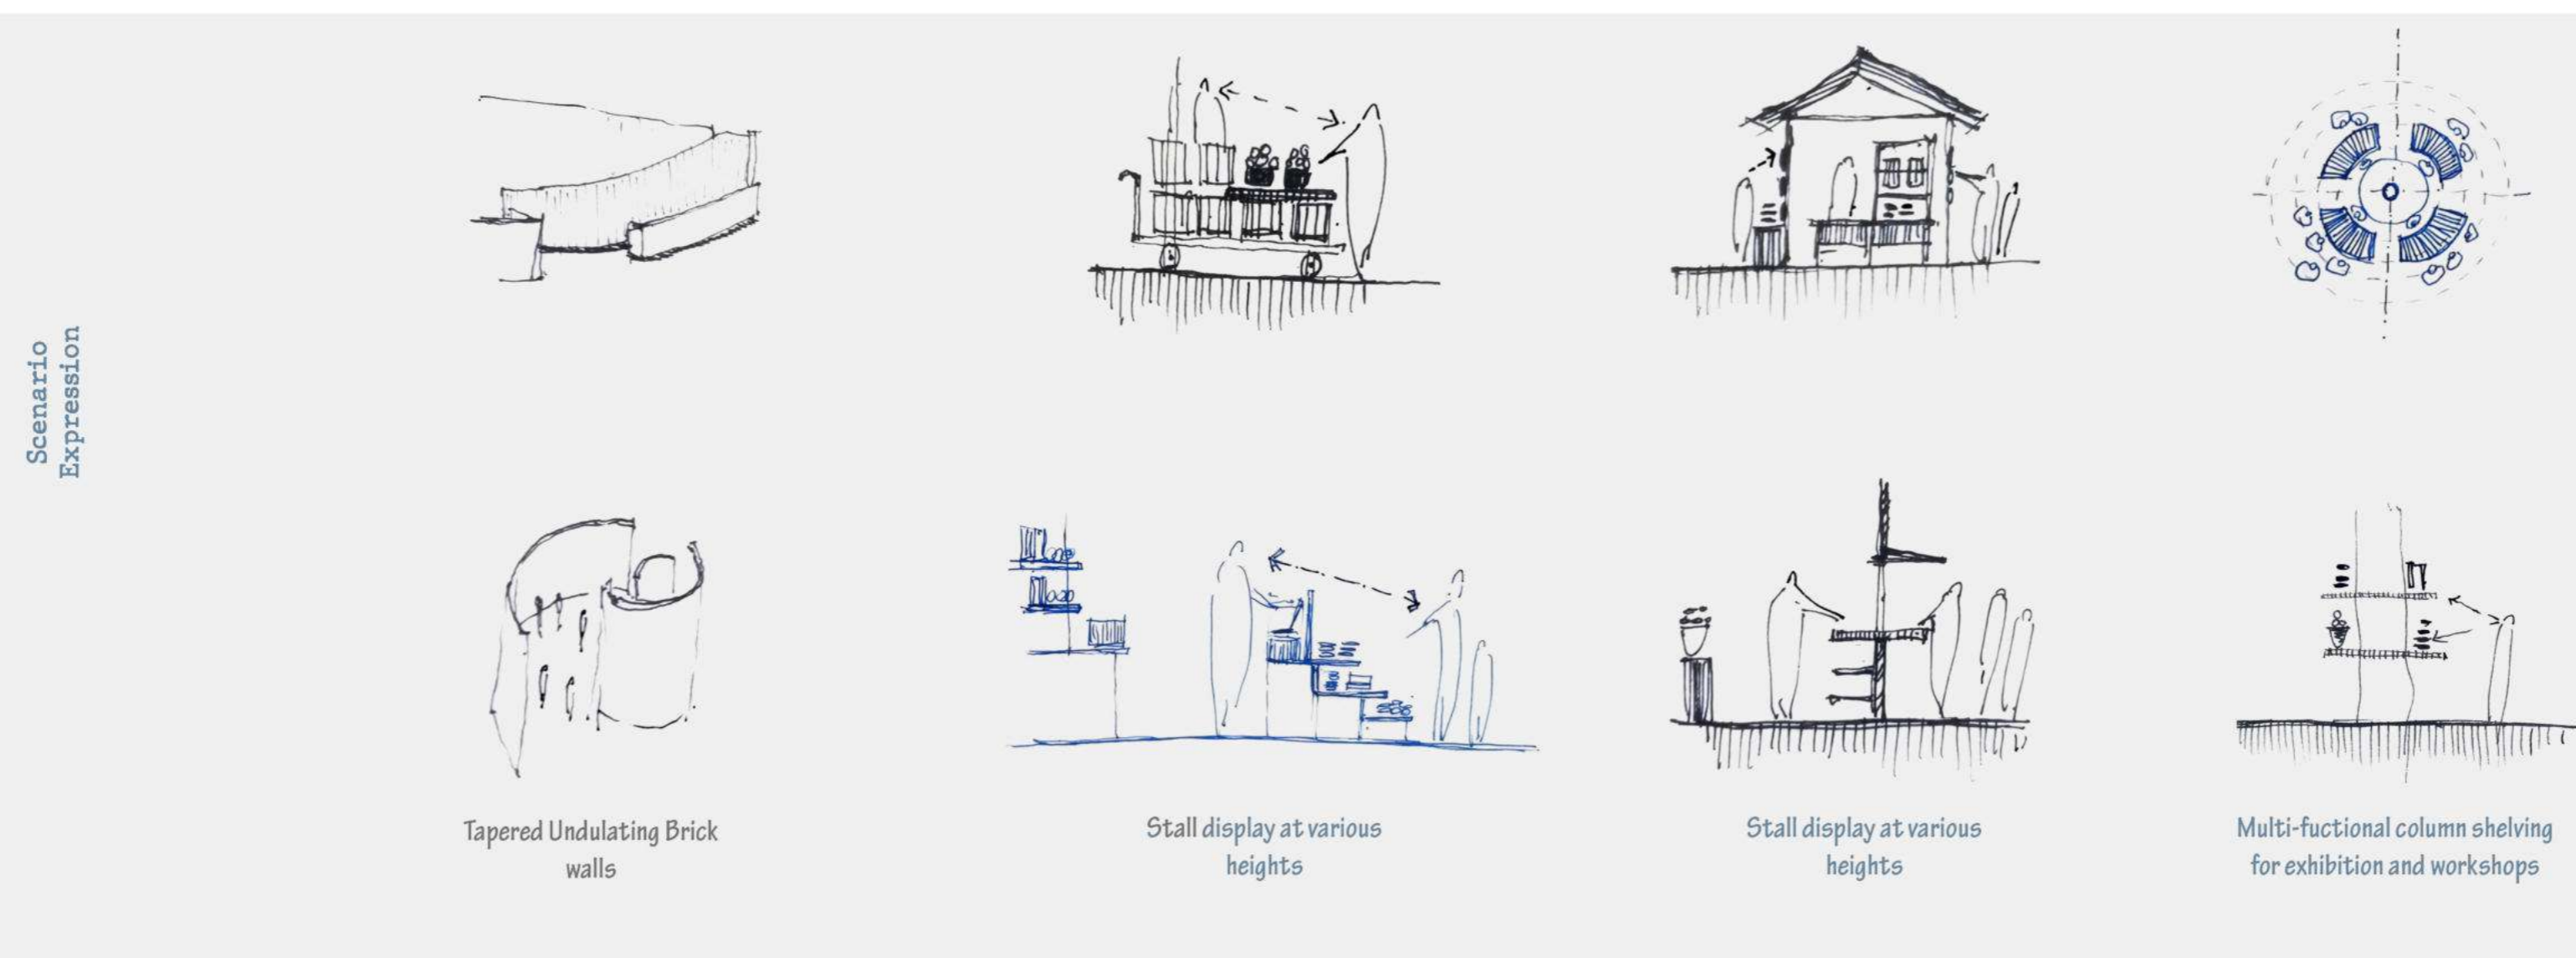 Scenario
Expression
Tapered Undulating Brick
walls
Stall display at various
heights
Stall display at various
heights
Multi-fuctional column shelving
for exhibition and workshops